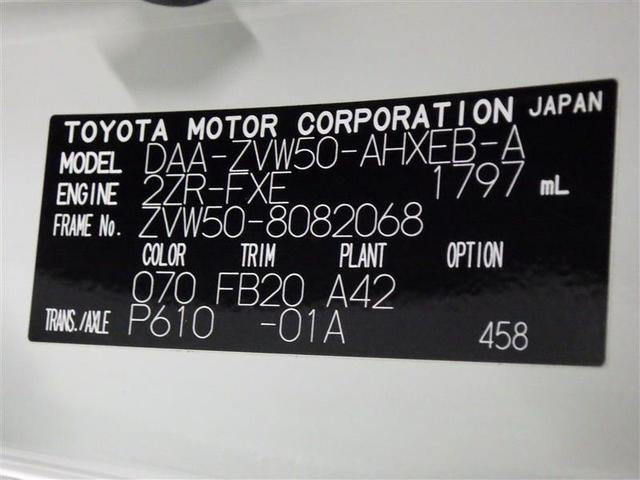 TOYOTA MOTOR CORPORATION JAPAN
MODEL DAA-ZVW50-AHXEB-A
ENGINE 2ZR-FXE 1797 mL
FRAME No. ZVW50-8082068
COLOR TRIM PLANT OPTION
070 FB20 A42
TRANS./AXLE P610 -01A 458